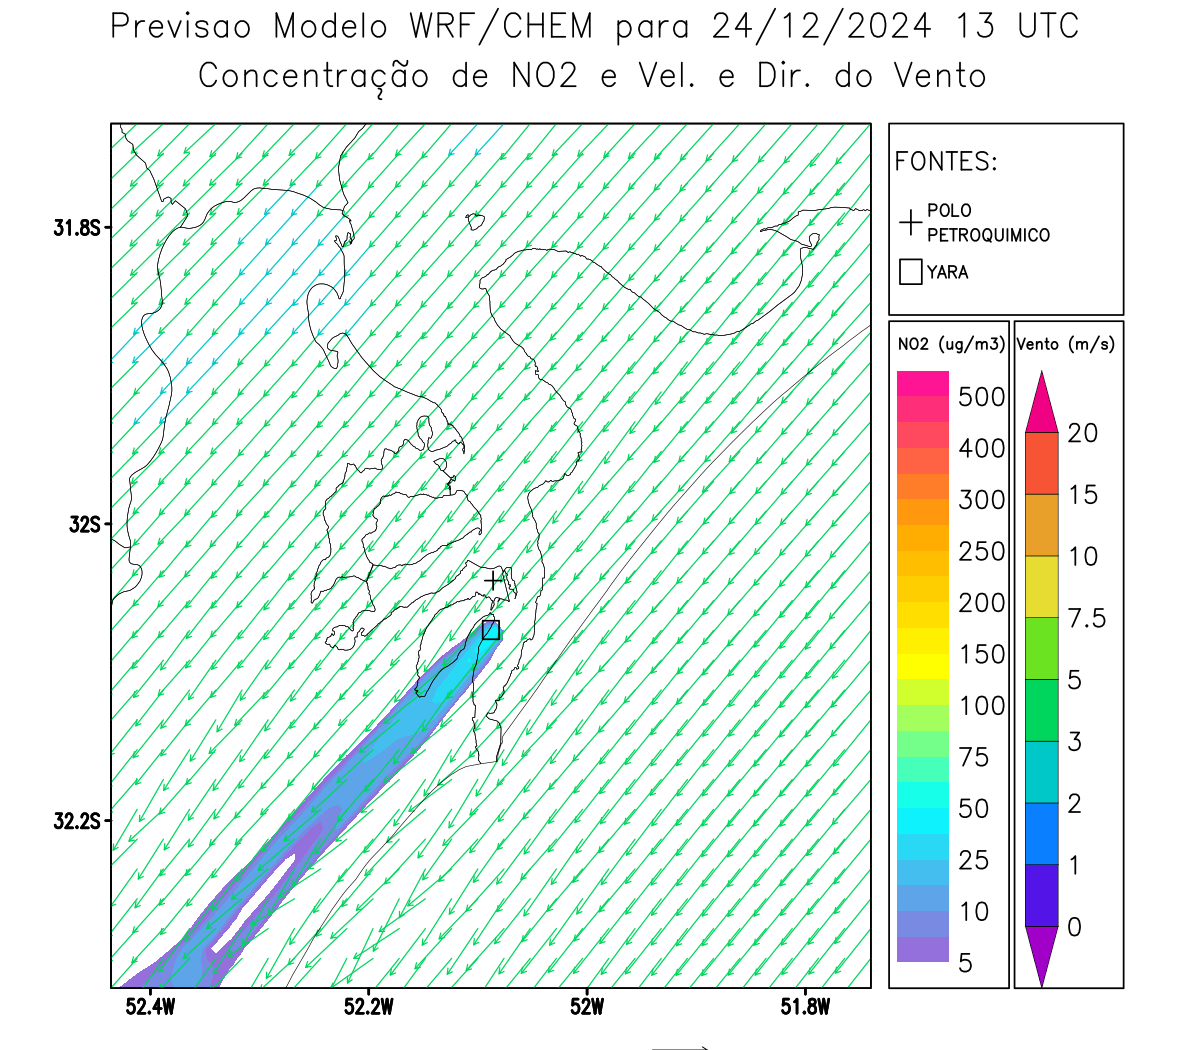 Previsao Modelo WRF/CHEM para 24/12/2024 13 UTC
Concentração de NO2 e Vel. e Dir. do Vento
FONTES:
POLO
PETROQUIMICO
YARA
31.8S
32S
32.2S
52.4W
52.2W
52W
51.8W
NO2 (ug/m3)
500
400
300
250
200
150
100
75
50
25
10
5
Vento (m/s)
20
15
10
7.5
5
3
2
1
0